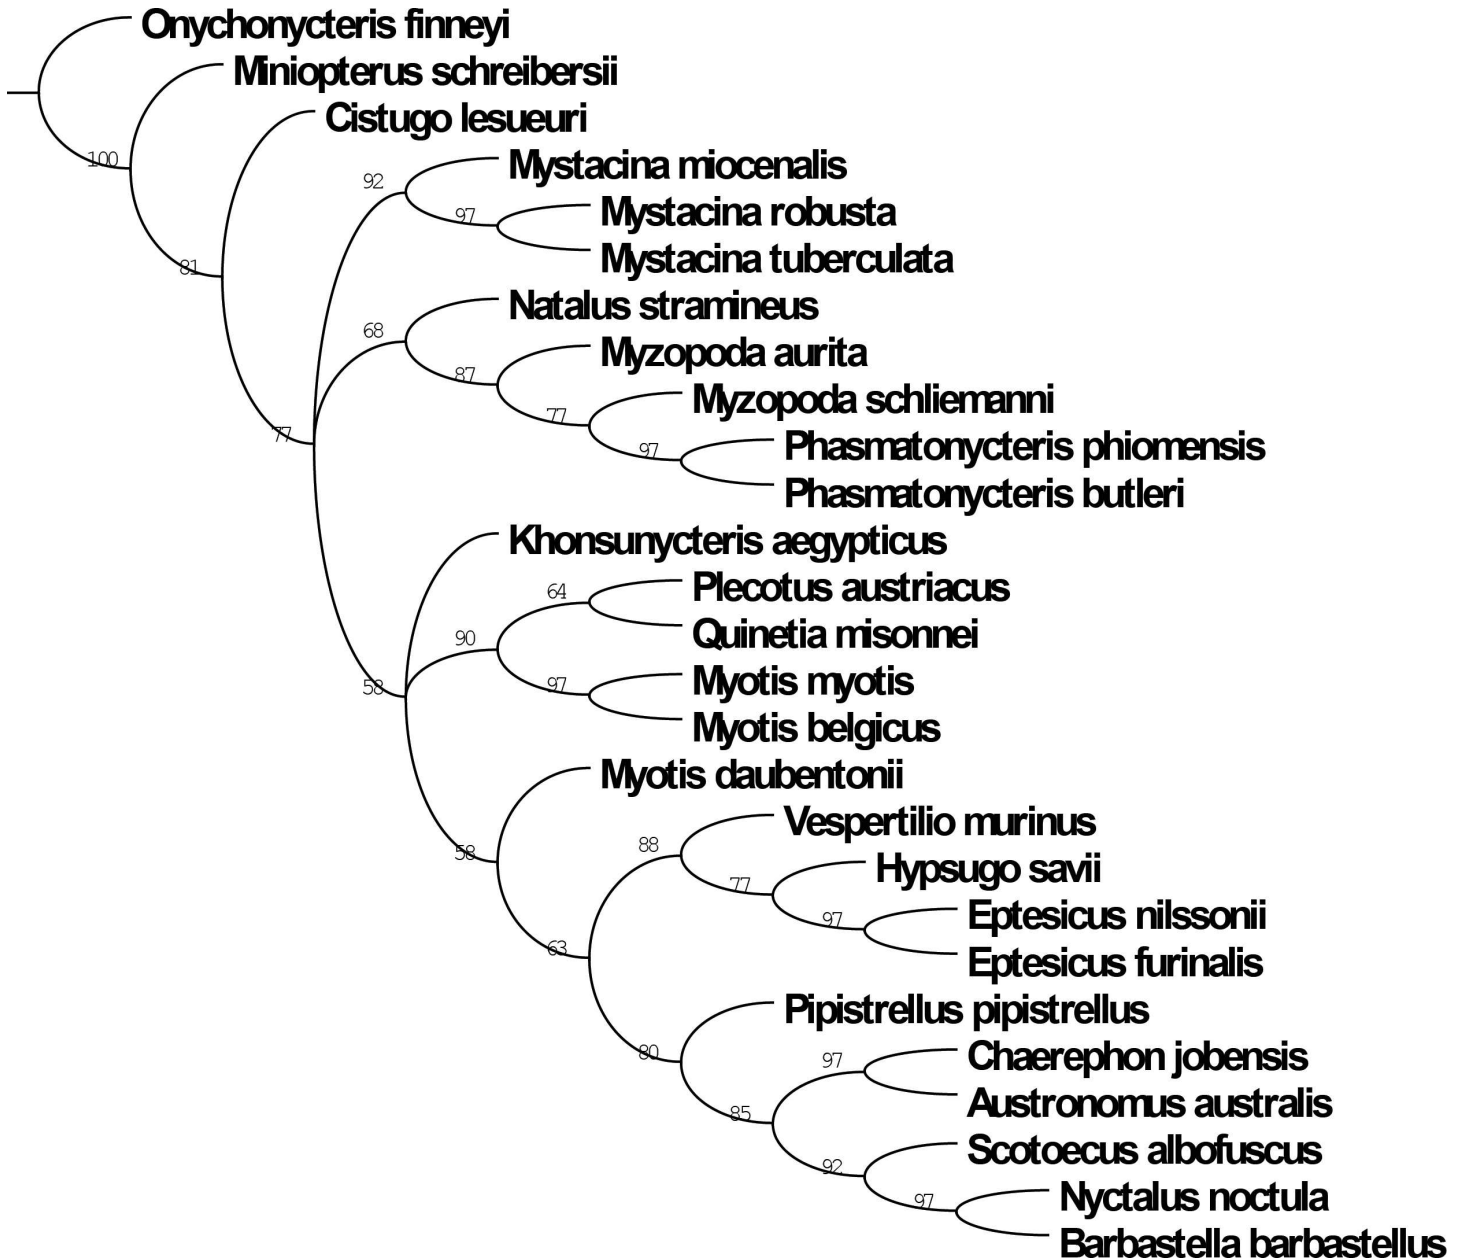 Onychonycteris finneyi
Miniopterus schreibersii
Cistugo lesueuri
100
Mystacina miocenalis
92
Mystacina robusta
97
Mystacina tuberculata
81
Natalus stramineus
68
Myzopoda aurita
87
Myzopoda schliemanni
77
Phasmatonycteris phiomensis
77
97
Phasmatonycteris butleri
Khonsunycteris aegypticus
64
Plecotus austriacus
Quinetia misonnei
90
Myotis myotis
58
97
Myotis belgicus
Myotis daubentonii
Vespertilio murinus
88
58
Hypsugo savii
77
Eptesicus nilssonii
97
63
Eptesicus furinalis
Pipistrellus pipistrellus
80
97
Chaerephon jobensis
Austronomus australis
85
Scotoecus albofuscus
92
Nyctalus noctula
97
Barbastella barbastellus